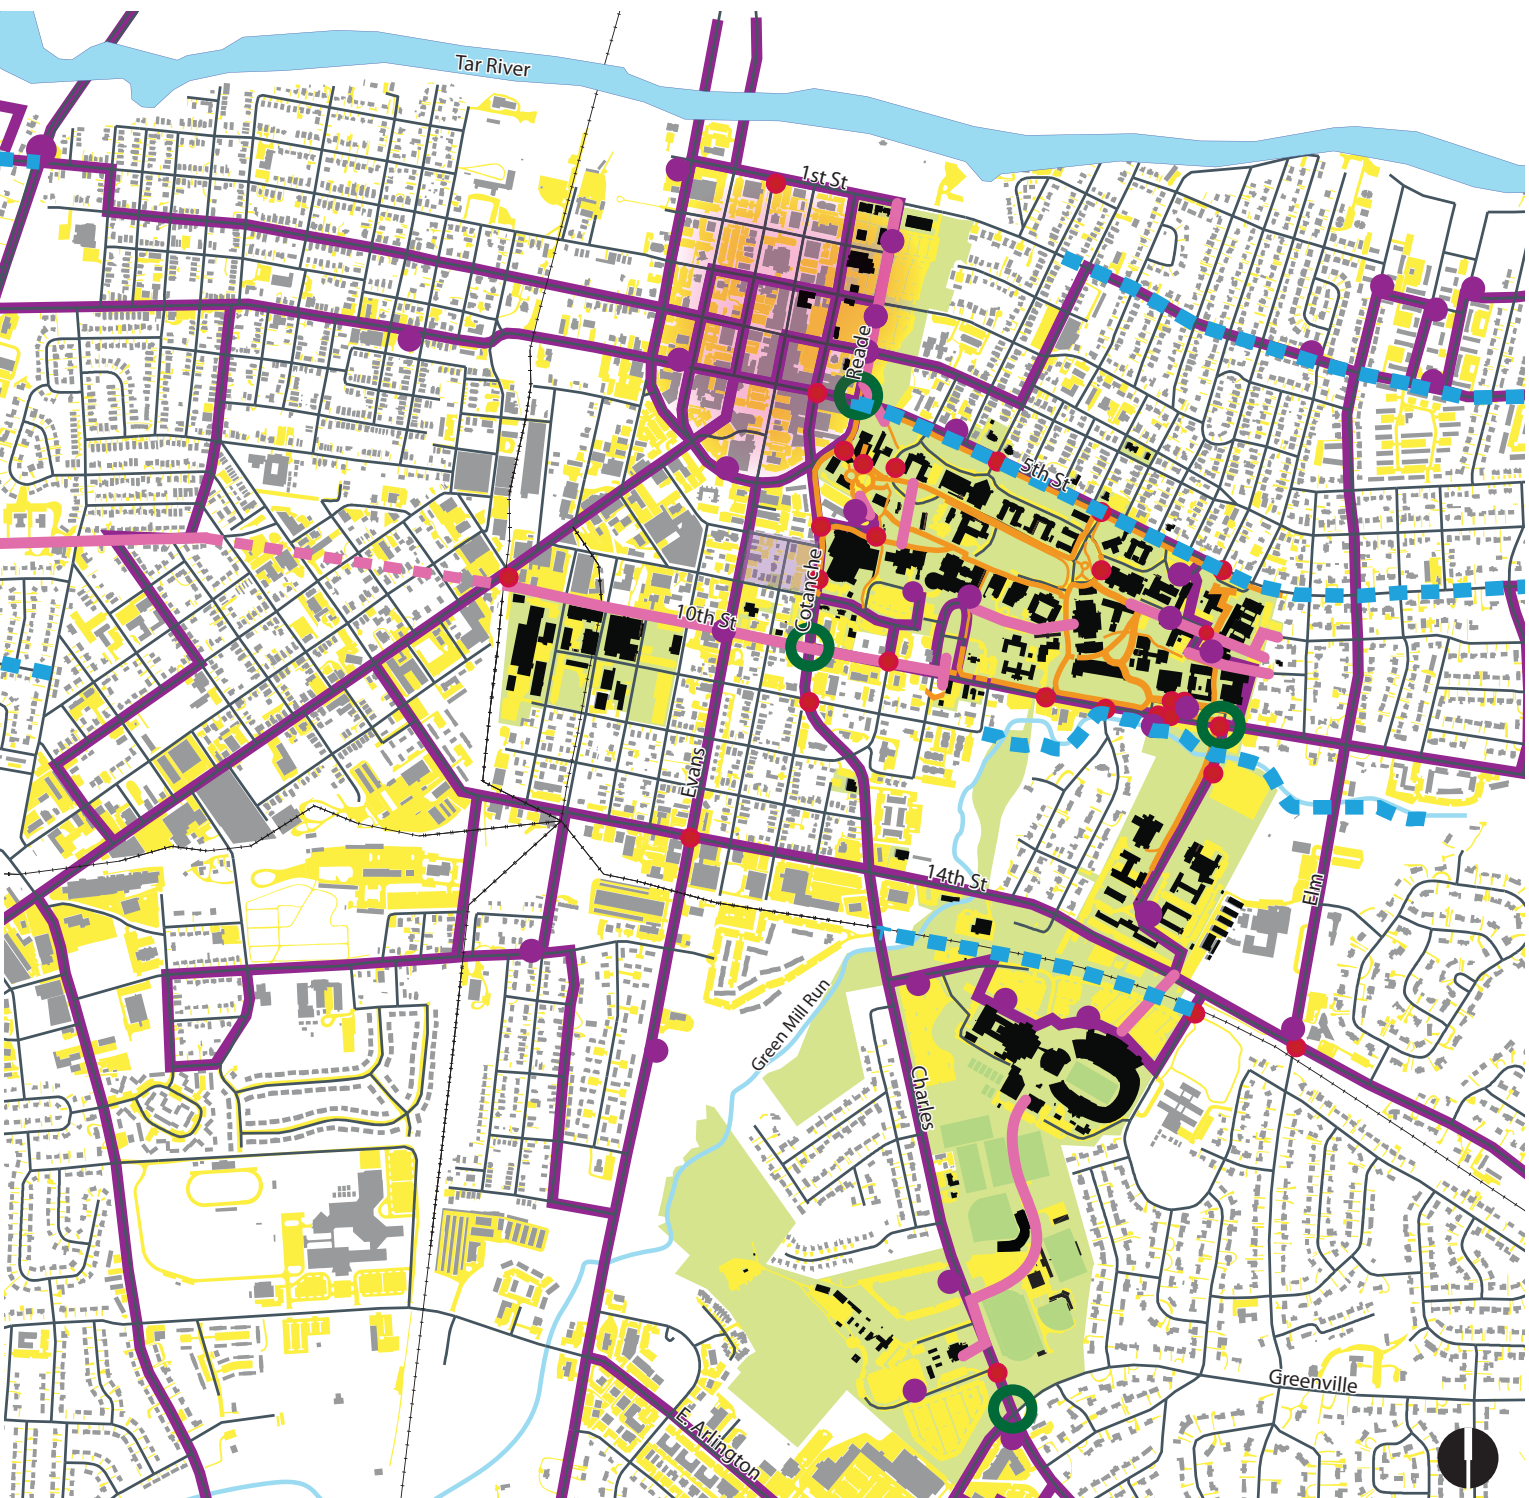 Tar River
1st St
Reade
5th St
Cotanche
10th St
Evans
14th St
Elm
Green Mill Run
Charles
Greenville
E. Arlington